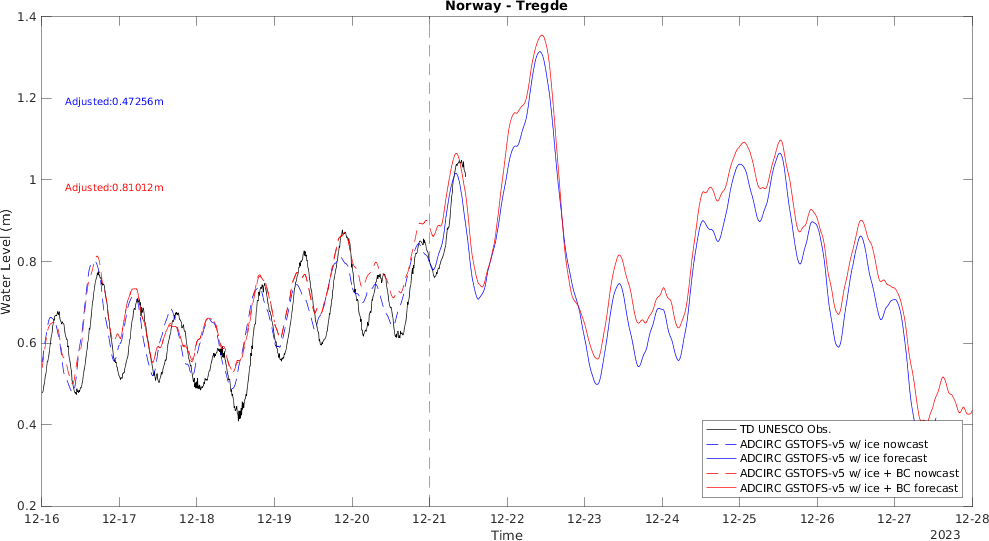 Norway - Tregde
1.4
1.2
1
0.8
0.6
0.4
0.2
Water Level (m)
Adjusted:0.47256m
Adjusted:0.81012m
TD UNESCO Obs.
ADCIRC GSTOFS-v5 w/ ice nowcast
ADCIRC GSTOFS-v5 w/ ice forecast
ADCIRC GSTOFS-v5 w/ ice + BC nowcast
ADCIRC GSTOFS-v5 w/ ice + BC forecast
12-16 12-17 12-18 12-19 12-20 12-21 12-22 12-23 12-24 12-25 12-26 12-27 12-28
Time
2023